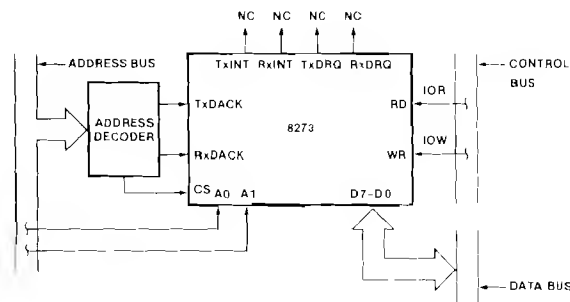 NC NC NC NC
TxINT RxINT TxDRQ RxDRQ
ADDRESS BUS
CONTROL
BUS
ADDRESS
DECODER
TxDACK
RxDACK
8273
RD
IOR
WR
IOW
CS A0 A1 D7-D0
DATA BUS